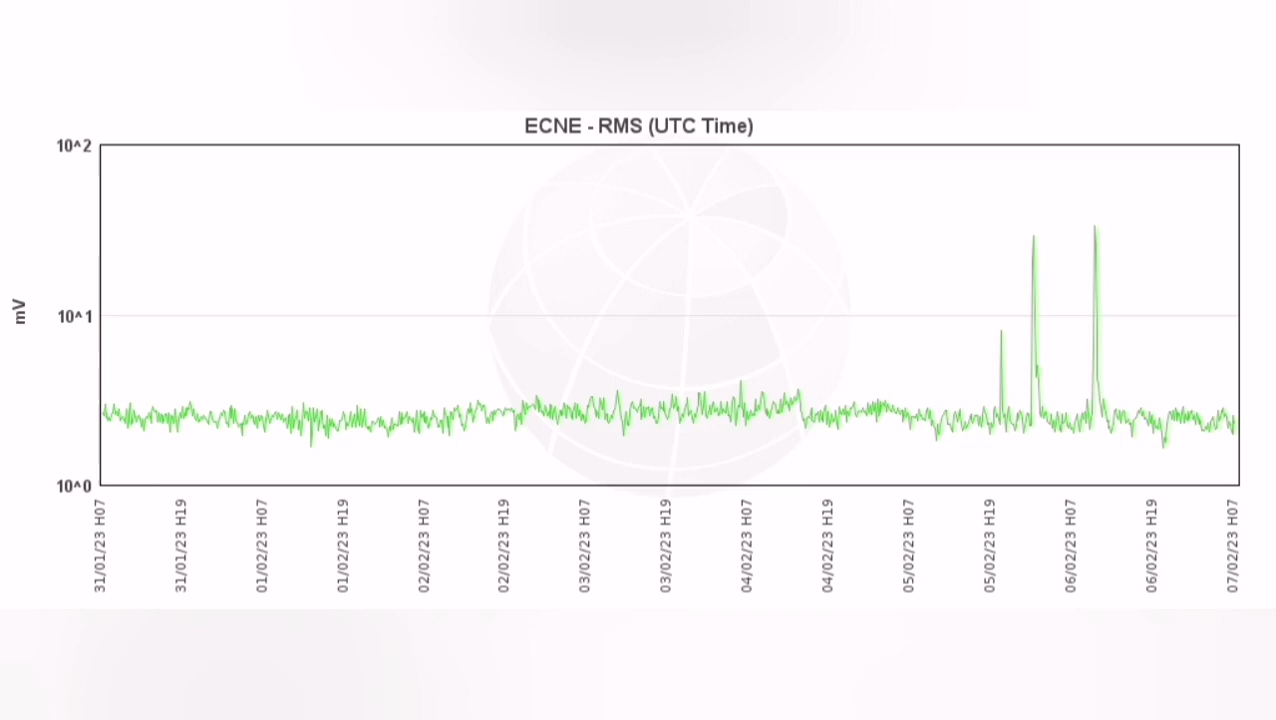 ECNE - RMS (UTC Time)
10^2
mV
10^1
10^0
31/01/23 H07
31/01/23 H19
01/02/23 H07
01/02/23 H19
02/02/23 H07
02/02/23 H19
03/02/23 H07
03/02/23 H19
04/02/23 H07
04/02/23 H19
05/02/23 H07
05/02/23 H19
06/02/23 H07
06/02/23 H19
07/02/23 H07